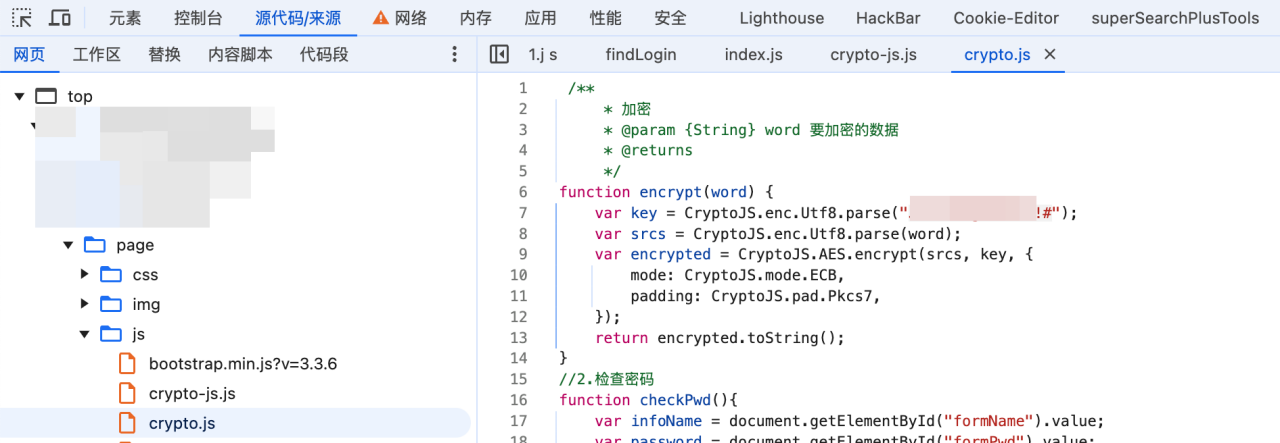 元素 控制台 源代码/来源 网络 内存 应用 性能 安全 Lighthouse HackBar Cookie-Editor superSearchPlusTools
网页 工作区 替换 内容脚本 代码段 1.j s findLogin index.js crypto-js.js crypto.js
top
page
css
img
js
bootstrap.min.js?v=3.3.6
crypto-js.js
crypto.js
1 /**
2 * 加密
3 * @param {String} word 要加密的数据
4 * @returns
5 */
6 function encrypt(word) {
7 var key = CryptoJS.enc.Utf8.parse(" !#");
8 var srcs = CryptoJS.enc.Utf8.parse(word);
9 var encrypted = CryptoJS.AES.encrypt(srcs, key, {
10 mode: CryptoJS.mode.ECB,
11 padding: CryptoJS.pad.Pkcs7,
12 });
13 return encrypted.toString();
14 }
15 //2.检查密码
16 function checkPwd(){
17 var infoName = document.getElementById("formName").value;
18 var password = document.getElementById("formPwd").value;